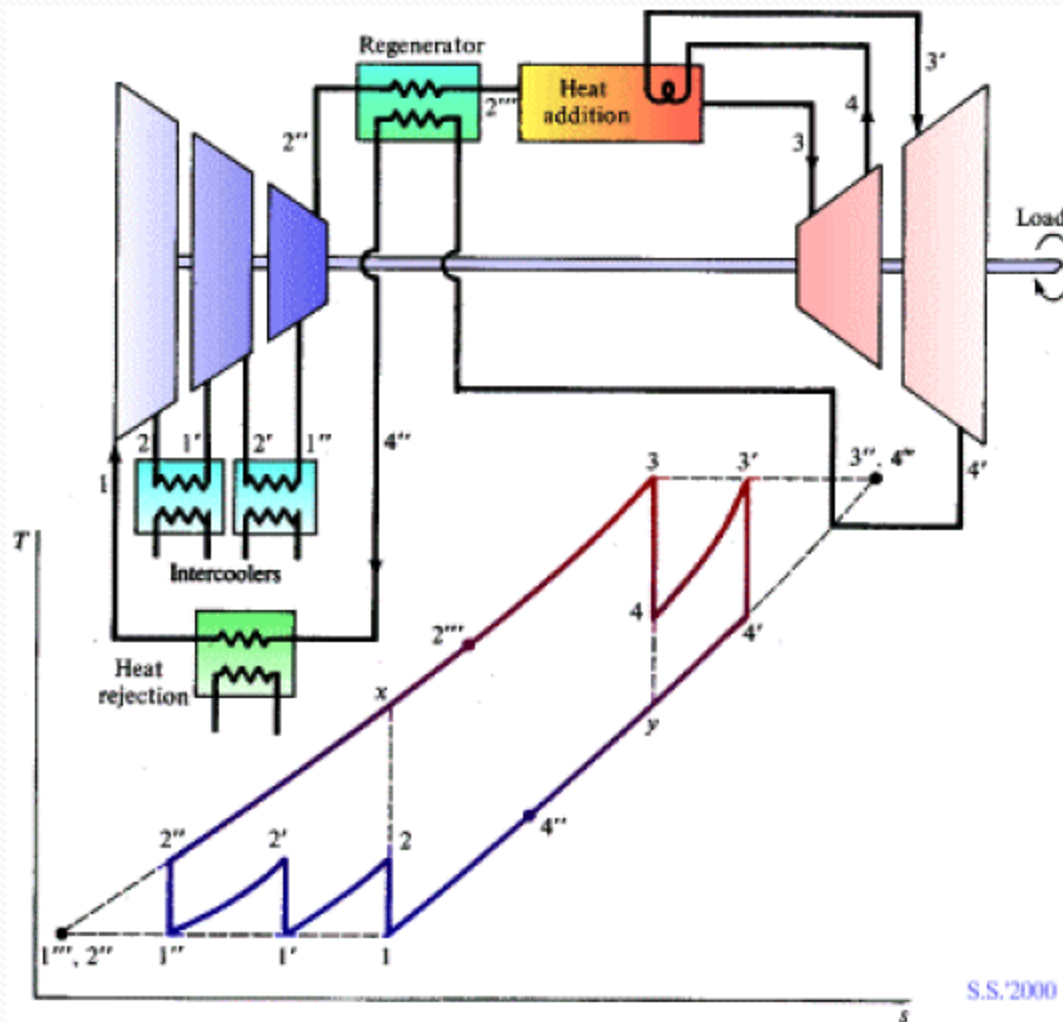 Regenerator
3′
2″
2‴
Heat
addition
4
3
Load
2
1′
2′
1″
4″
1
3
3′
3″, 4‴
4′
T
Intercoolers
4
2‴
4′
Heat
rejection
x
y
2″
2′
2
4″
1‴, 2″
1″
1′
1
S.S.'2000
s